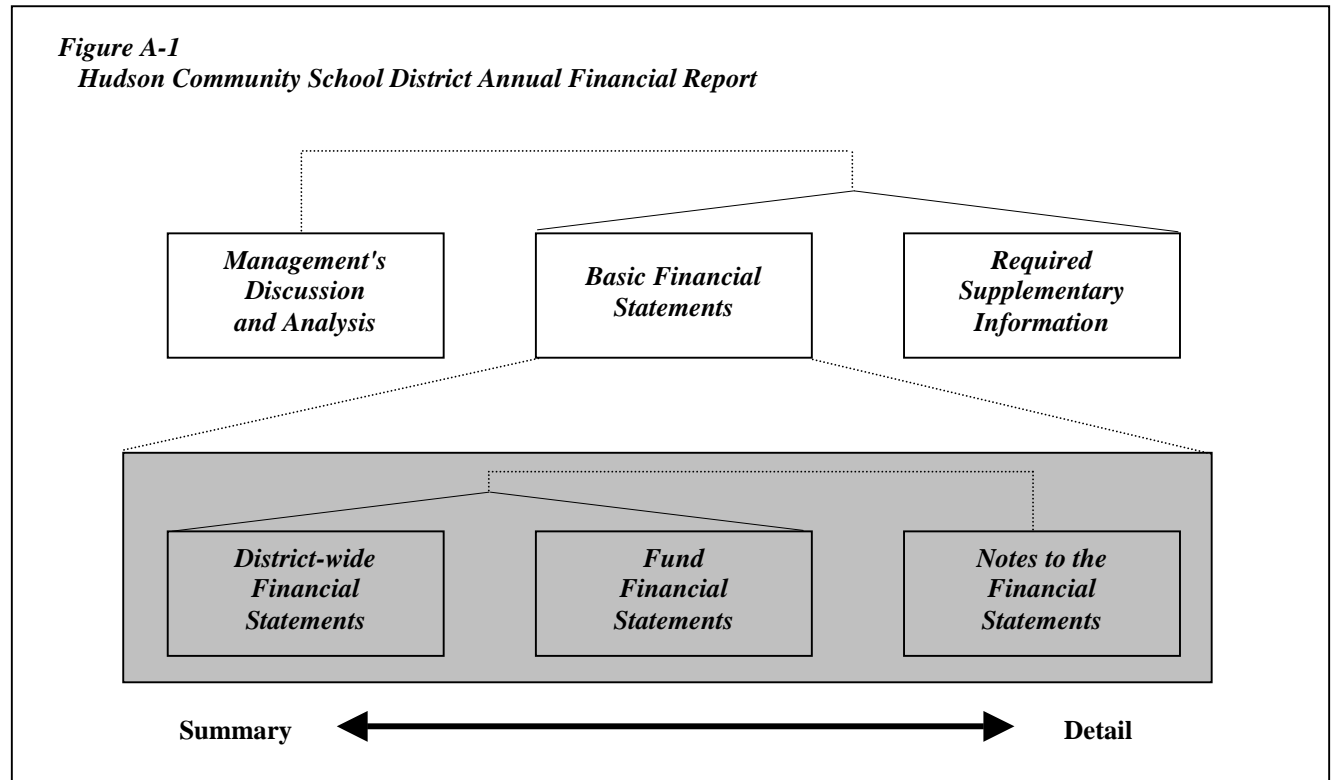 Figure A-1
Hudson Community School District Annual Financial Report
Management's
Discussion
and Analysis
Basic Financial
Statements
Required
Supplementary
Information
District-wide
Financial
Statements
Fund
Financial
Statements
Notes to the
Financial
Statements
Summary
Detail